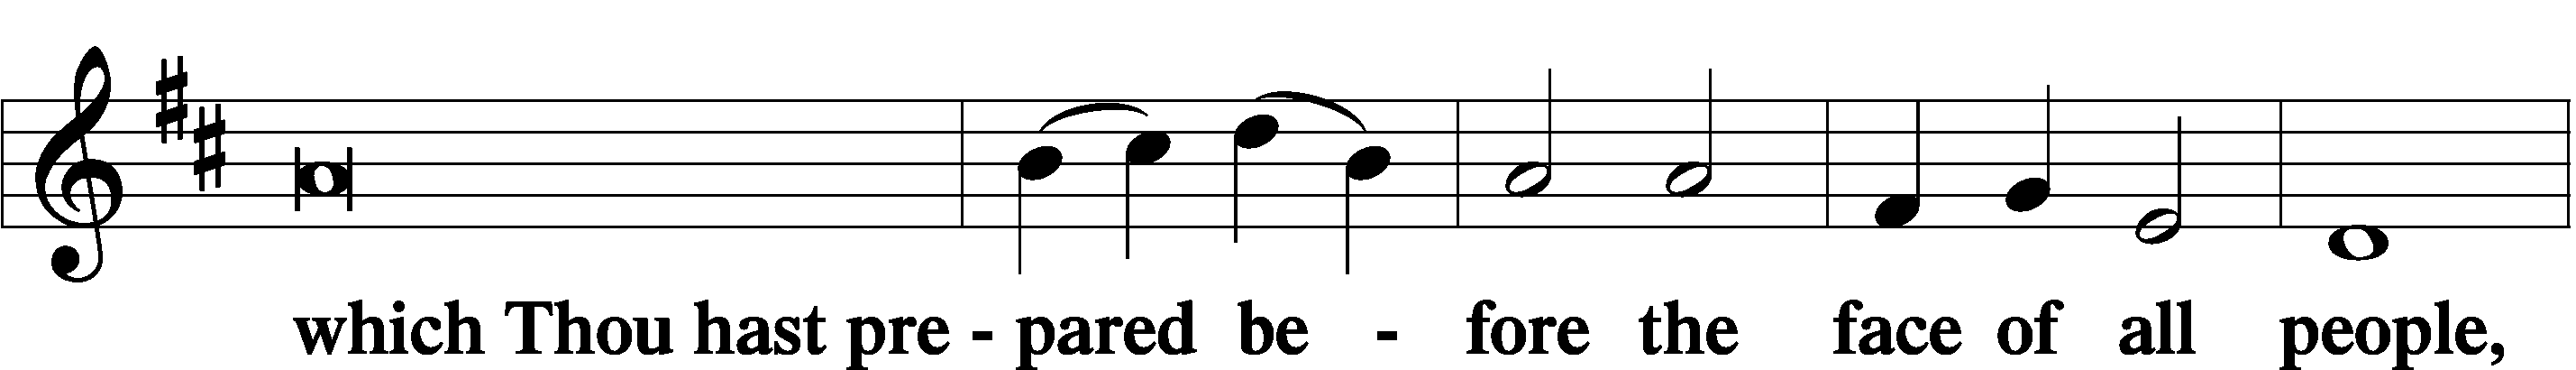 which Thou hast pre - pared be - fore the face of all people,